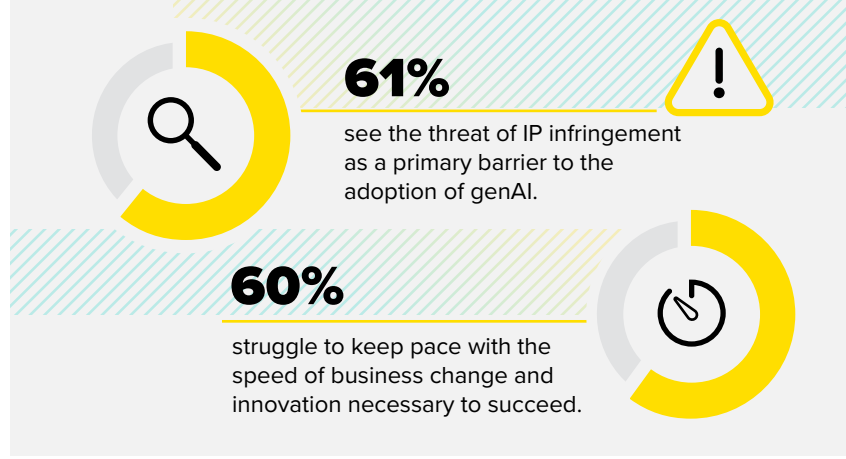 61%
see the threat of IP infringement
as a primary barrier to the
adoption of genAI.
60%
struggle to keep pace with the
speed of business change and
innovation necessary to succeed.